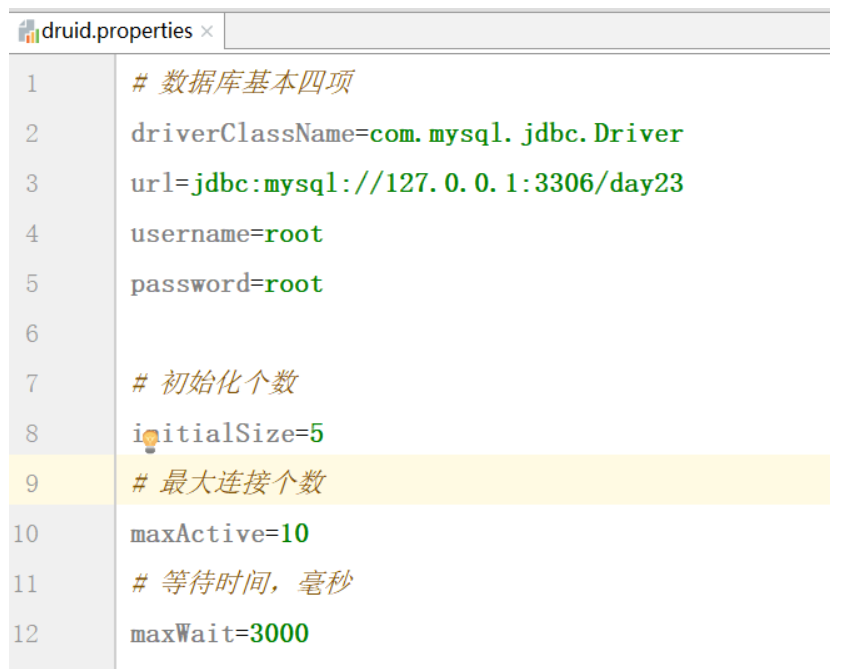 druid.properties
1 # 数据库基本四项
2 driverClassName=com.mysql.jdbc.Driver
3 url=jdbc:mysql://127.0.0.1:3306/day23
4 username=root
5 password=root
6
7 # 初始化个数
8 initialSize=5
9 # 最大连接个数
10 maxActive=10
11 # 等待时间，毫秒
12 maxWait=3000